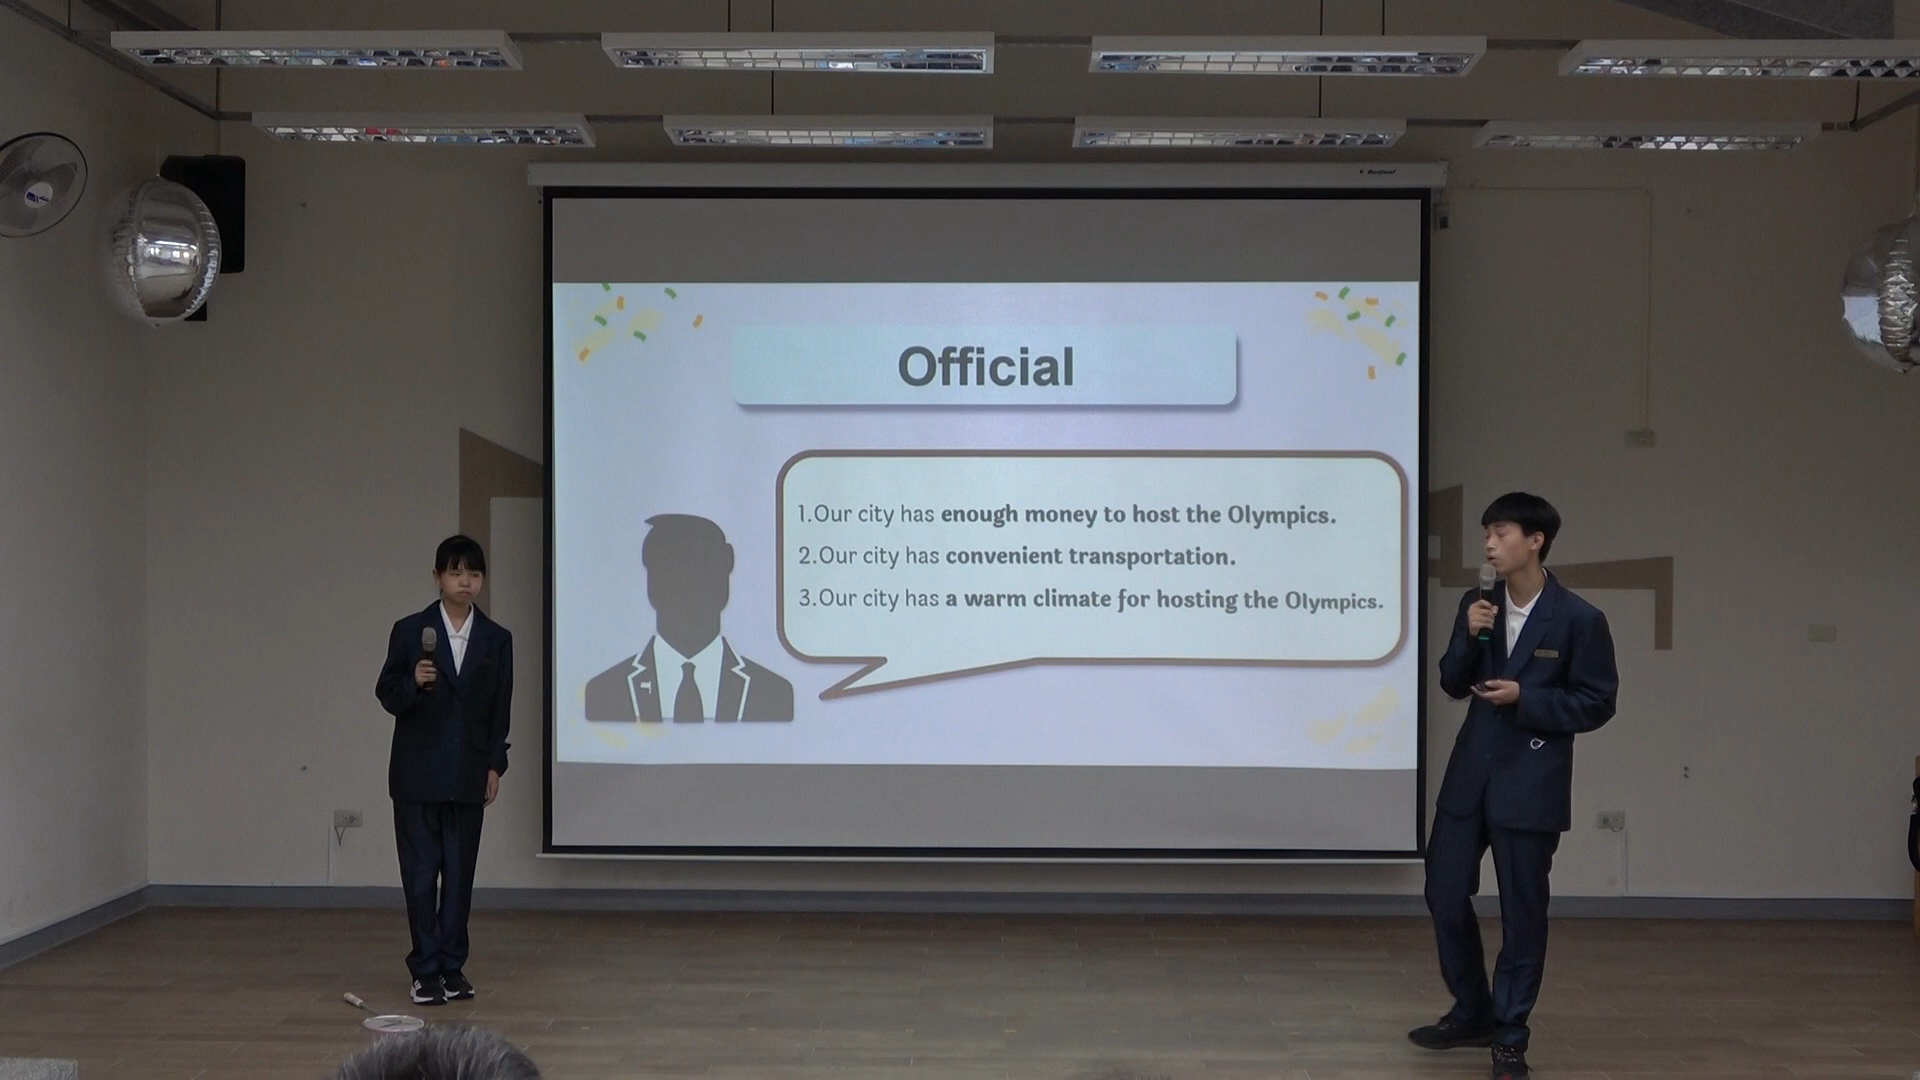 Official
1.Our city has enough money to host the Olympics.
2.Our city has convenient transportation.
3.Our city has a warm climate for hosting the Olympics.